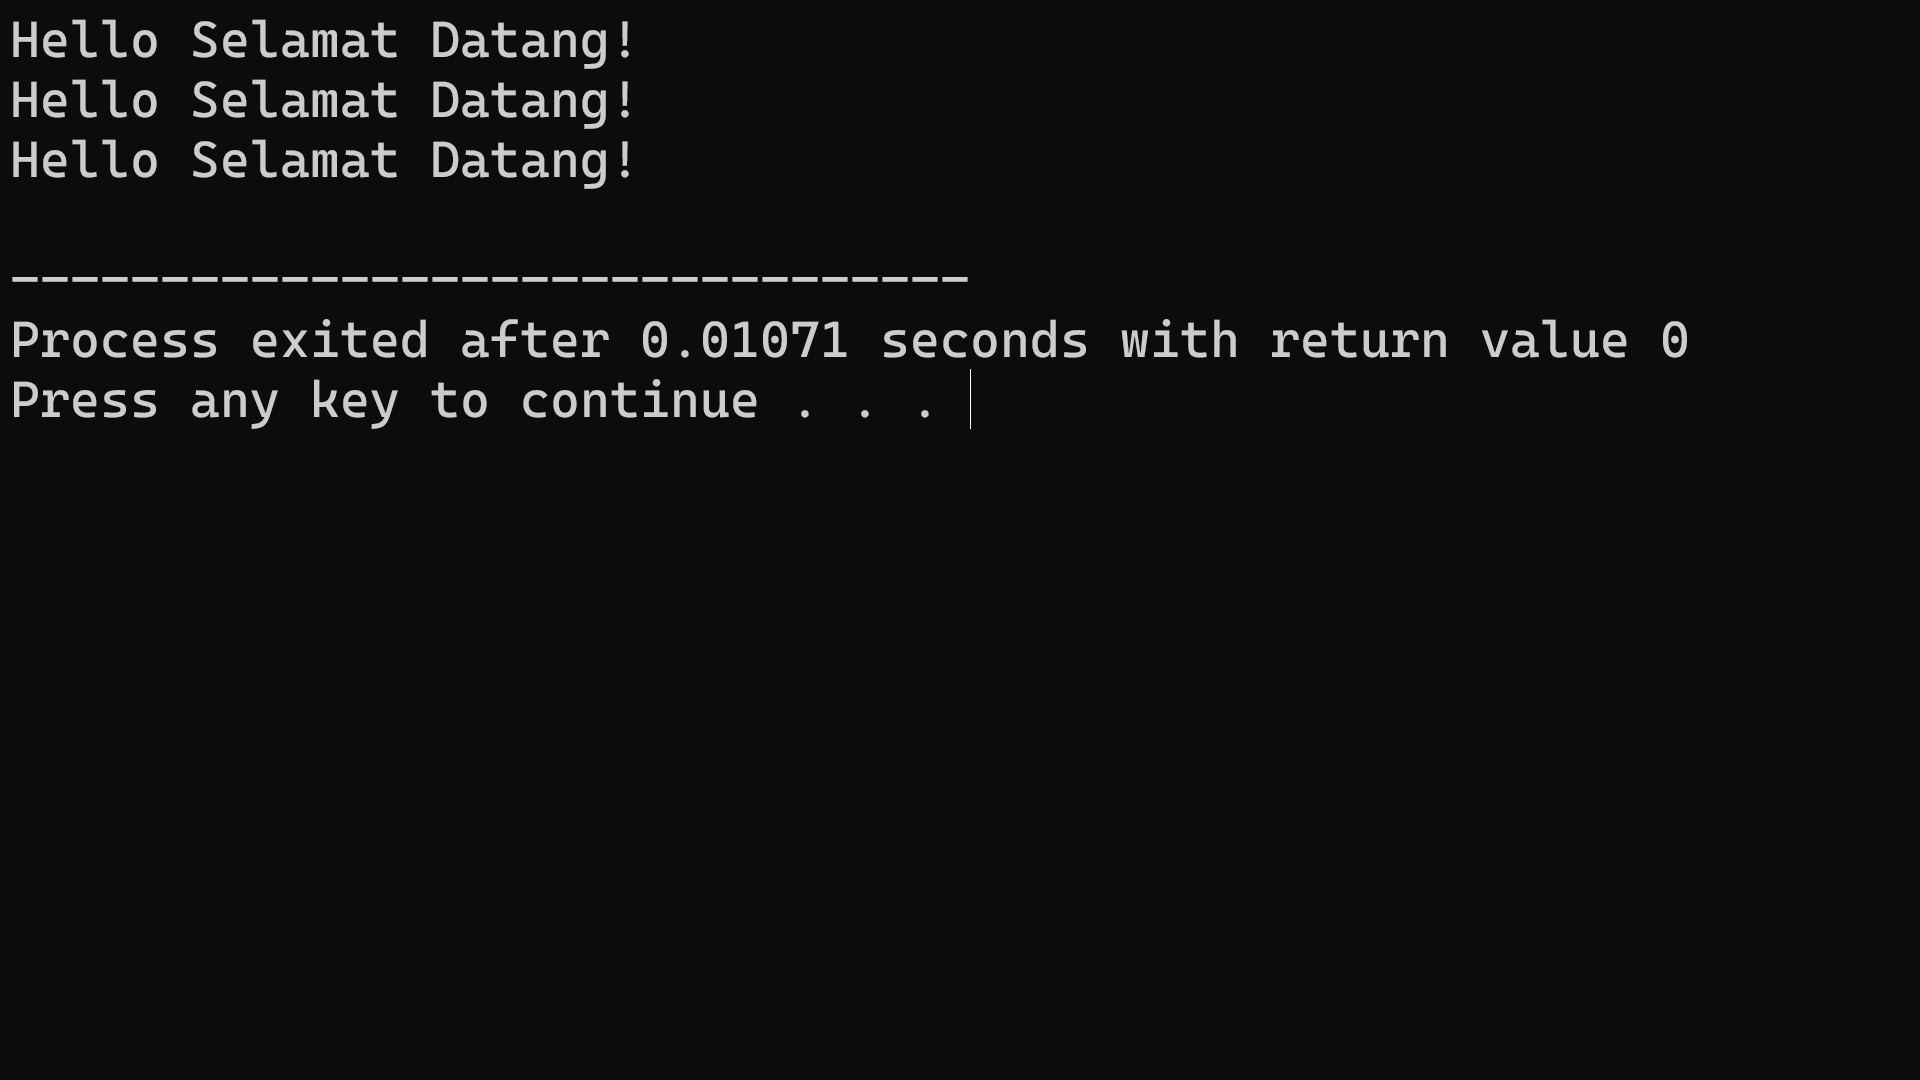 Hello Selamat Datang!
Hello Selamat Datang!
Hello Selamat Datang!
--------------------------------
Process exited after 0.01071 seconds with return value 0
Press any key to continue . . .